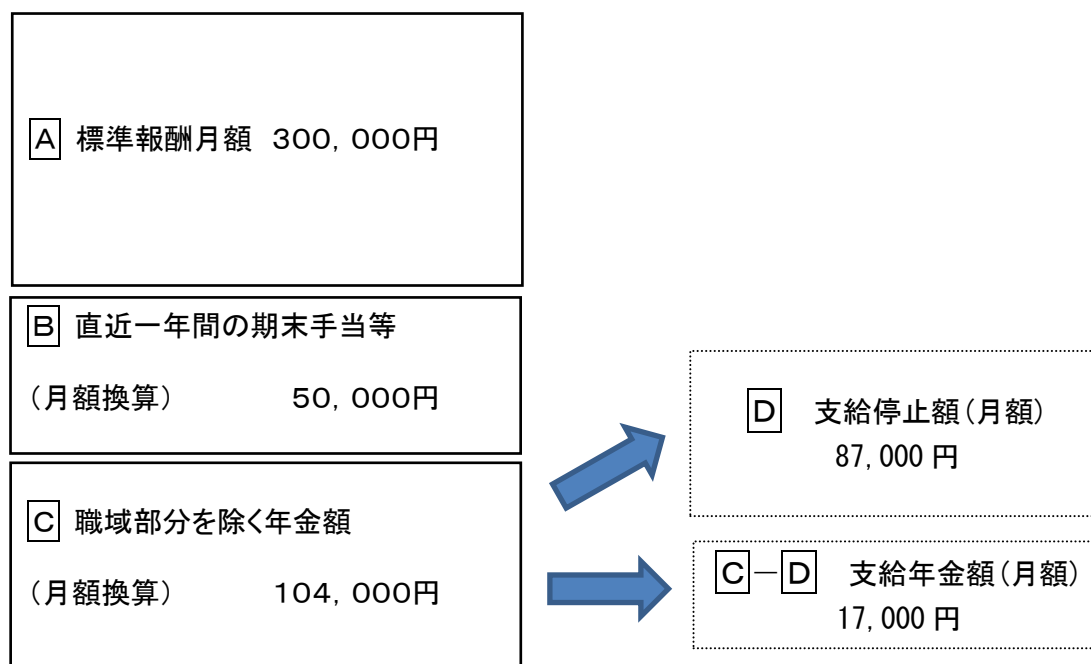 A 標準報酬月額 300,000円
B 直近一年間の期末手当等
(月額換算) 50,000円
C 職域部分を除く年金額
(月額換算) 104,000円
D 支給停止額(月額)
87,000 円
C-D 支給年金額(月額)
17,000 円